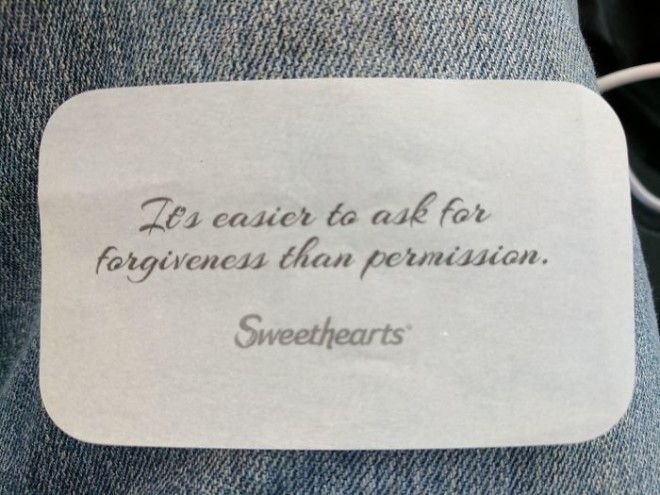 It's easier to ask for
forgiveness than permission.
Sweethearts®